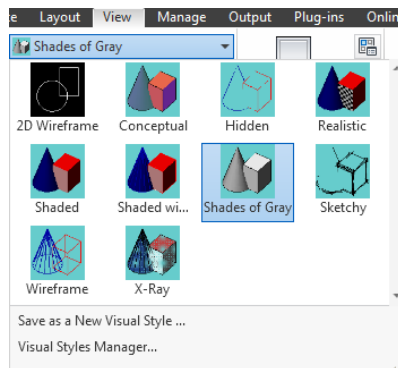 te Layout View Manage Output Plug-ins Onlin
Shades of Gray
2D Wireframe Conceptual Hidden Realistic
Shaded Shaded wi... Shades of Gray Sketchy
Wireframe X-Ray
Save as a New Visual Style ...
Visual Styles Manager...